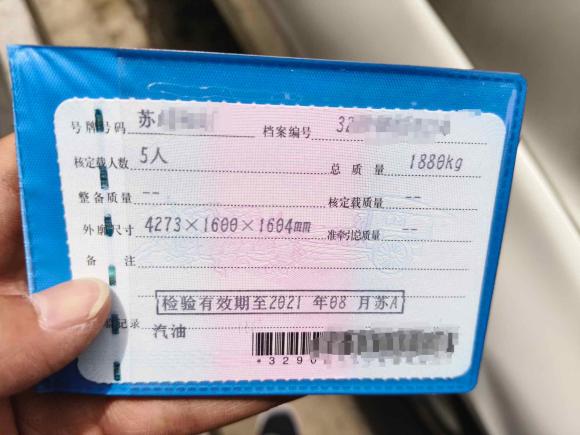 号牌号码 苏 档案编号 32
核定载人数 5人 总质量 1880kg
整备质量 -- 核定载质量 --
外廓尺寸 4273×1600×1604mm 准牵引总质量 --
备注
检验有效期至2021年08月苏A
记录 汽油
*3290